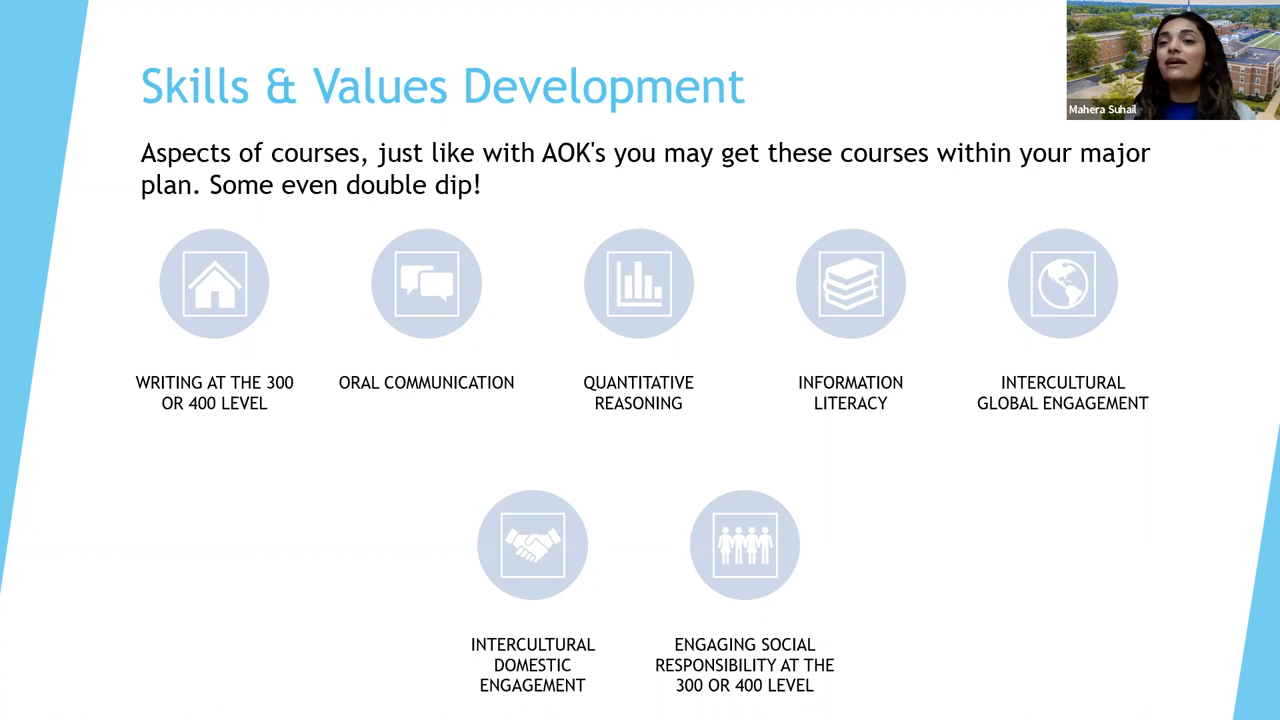 Skills & Values Development
Mahera Suhail
Aspects of courses, just like with AOK's you may get these courses within your major
plan. Some even double dip!
WRITING AT THE 300
OR 400 LEVEL
ORAL COMMUNICATION
QUANTITATIVE
REASONING
INFORMATION
LITERACY
INTERCULTURAL
GLOBAL ENGAGEMENT
INTERCULTURAL
DOMESTIC
ENGAGEMENT
ENGAGING SOCIAL
RESPONSIBILITY AT THE
300 OR 400 LEVEL